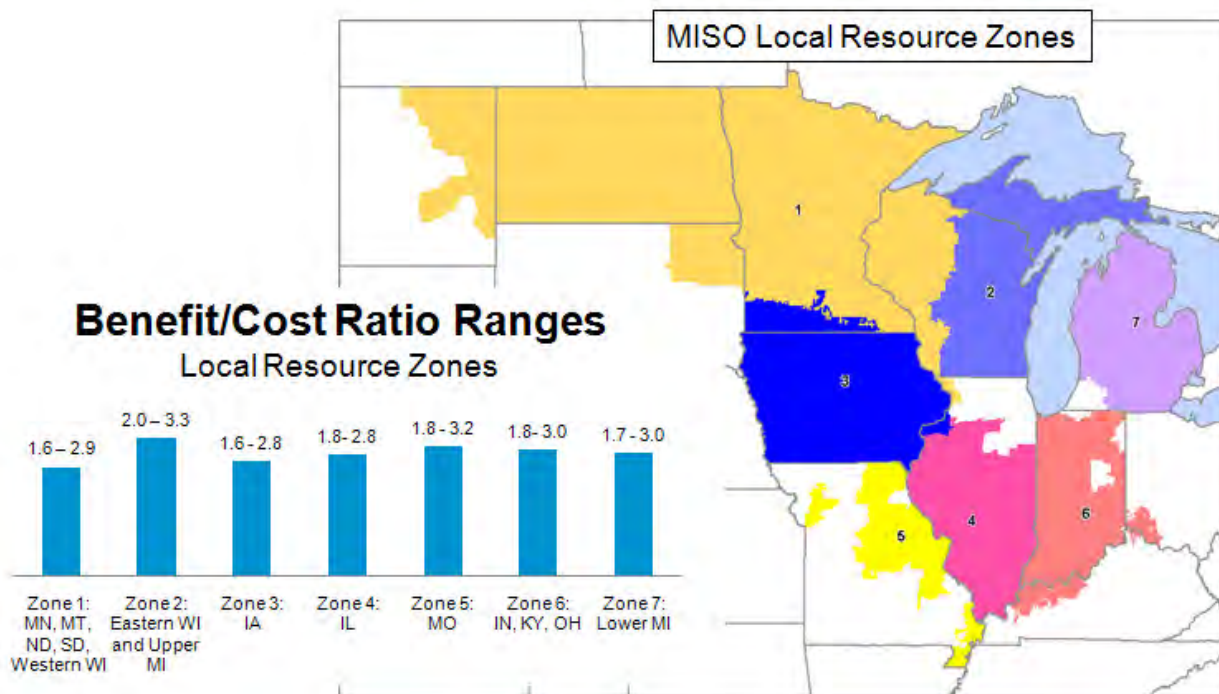 MISO Local Resource Zones
1
2
7
3
4
6
5
Benefit/Cost Ratio Ranges
Local Resource Zones
1.6 – 2.9
2.0 – 3.3
1.6 - 2.8
1.8- 2.8
1.8 - 3.2
1.8- 3.0
1.7 - 3.0
Zone 1:
MN, MT,
ND, SD,
Western WI
Zone 2:
Eastern WI
and Upper
MI
Zone 3:
IA
Zone 4:
IL
Zone 5:
MO
Zone 6:
IN, KY, OH
Zone 7:
Lower MI